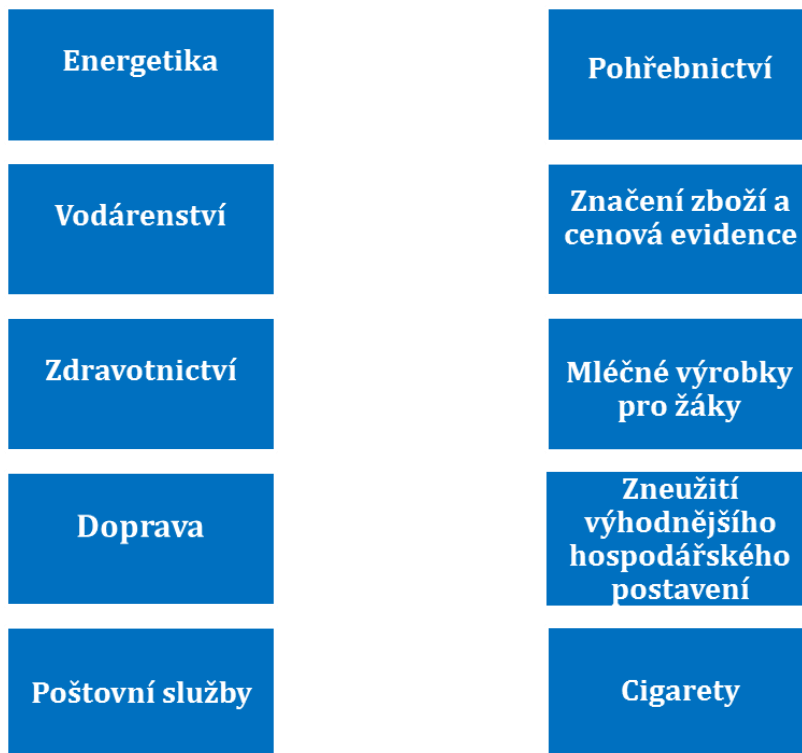 Energetika
Vodárenství
Zdravotnictví
Doprava
Poštovní služby
Pohřebnictví
Značení zboží a
cenová evidence
Mléčné výrobky
pro žáky
Zneužití
výhodnějšího
hospodářského
postavení
Cigarety